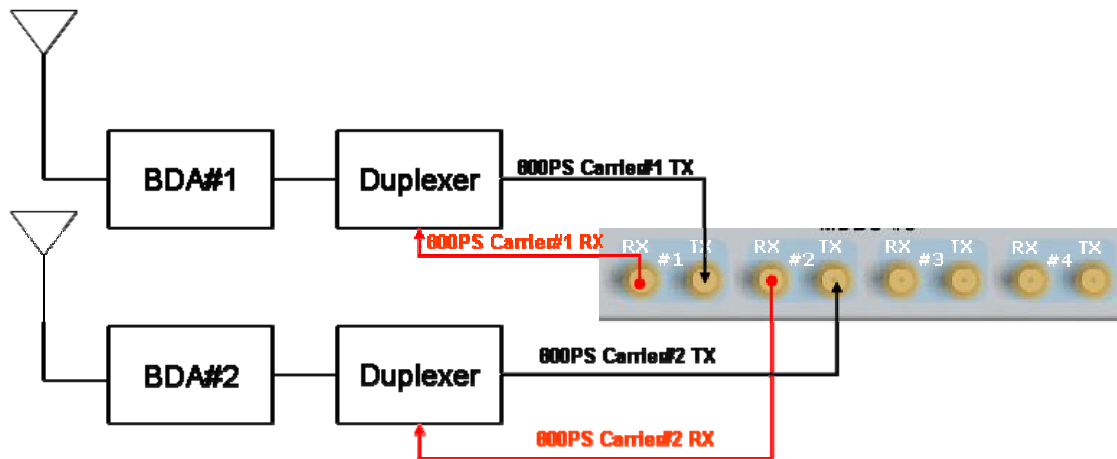 BDA#1
Duplexer
800PS Carrier#1 TX
800PS Carrier#1 RX
RX TX RX TX RX TX RX TX
#1 #2 #3 #4
BDA#2
Duplexer
800PS Carrier#2 TX
800PS Carrier#2 RX